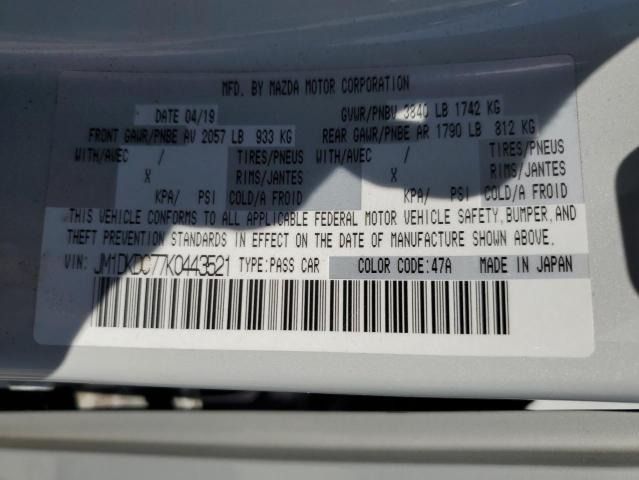 MFD. BY MAZDA MOTOR CORPORATION
DATE 04/19 GVWR/PNBV 3840 LB 1742 KG
FRONT GAWR/PNBE AV 2057 LB 933 KG REAR GAWR/PNBE AR 1790 LB 812 KG
WITH/AVEC / TIRES/PNEUS WITH/AVEC / TIRES/PNEUS
X RIMS/JANTES X RIMS/JANTES
KPA/ PSI COLD/A FROID KPA/ PSI COLD/A FROID
THIS VEHICLE CONFORMS TO ALL APPLICABLE FEDERAL MOTOR VEHICLE SAFETY, BUMPER, AND
THEFT PREVENTION STANDARDS IN EFFECT ON THE DATE OF MANUFACTURE SHOWN ABOVE.
VIN: JM1DKDC77K0443521 TYPE:PASS CAR COLOR CODE:47A MADE IN JAPAN